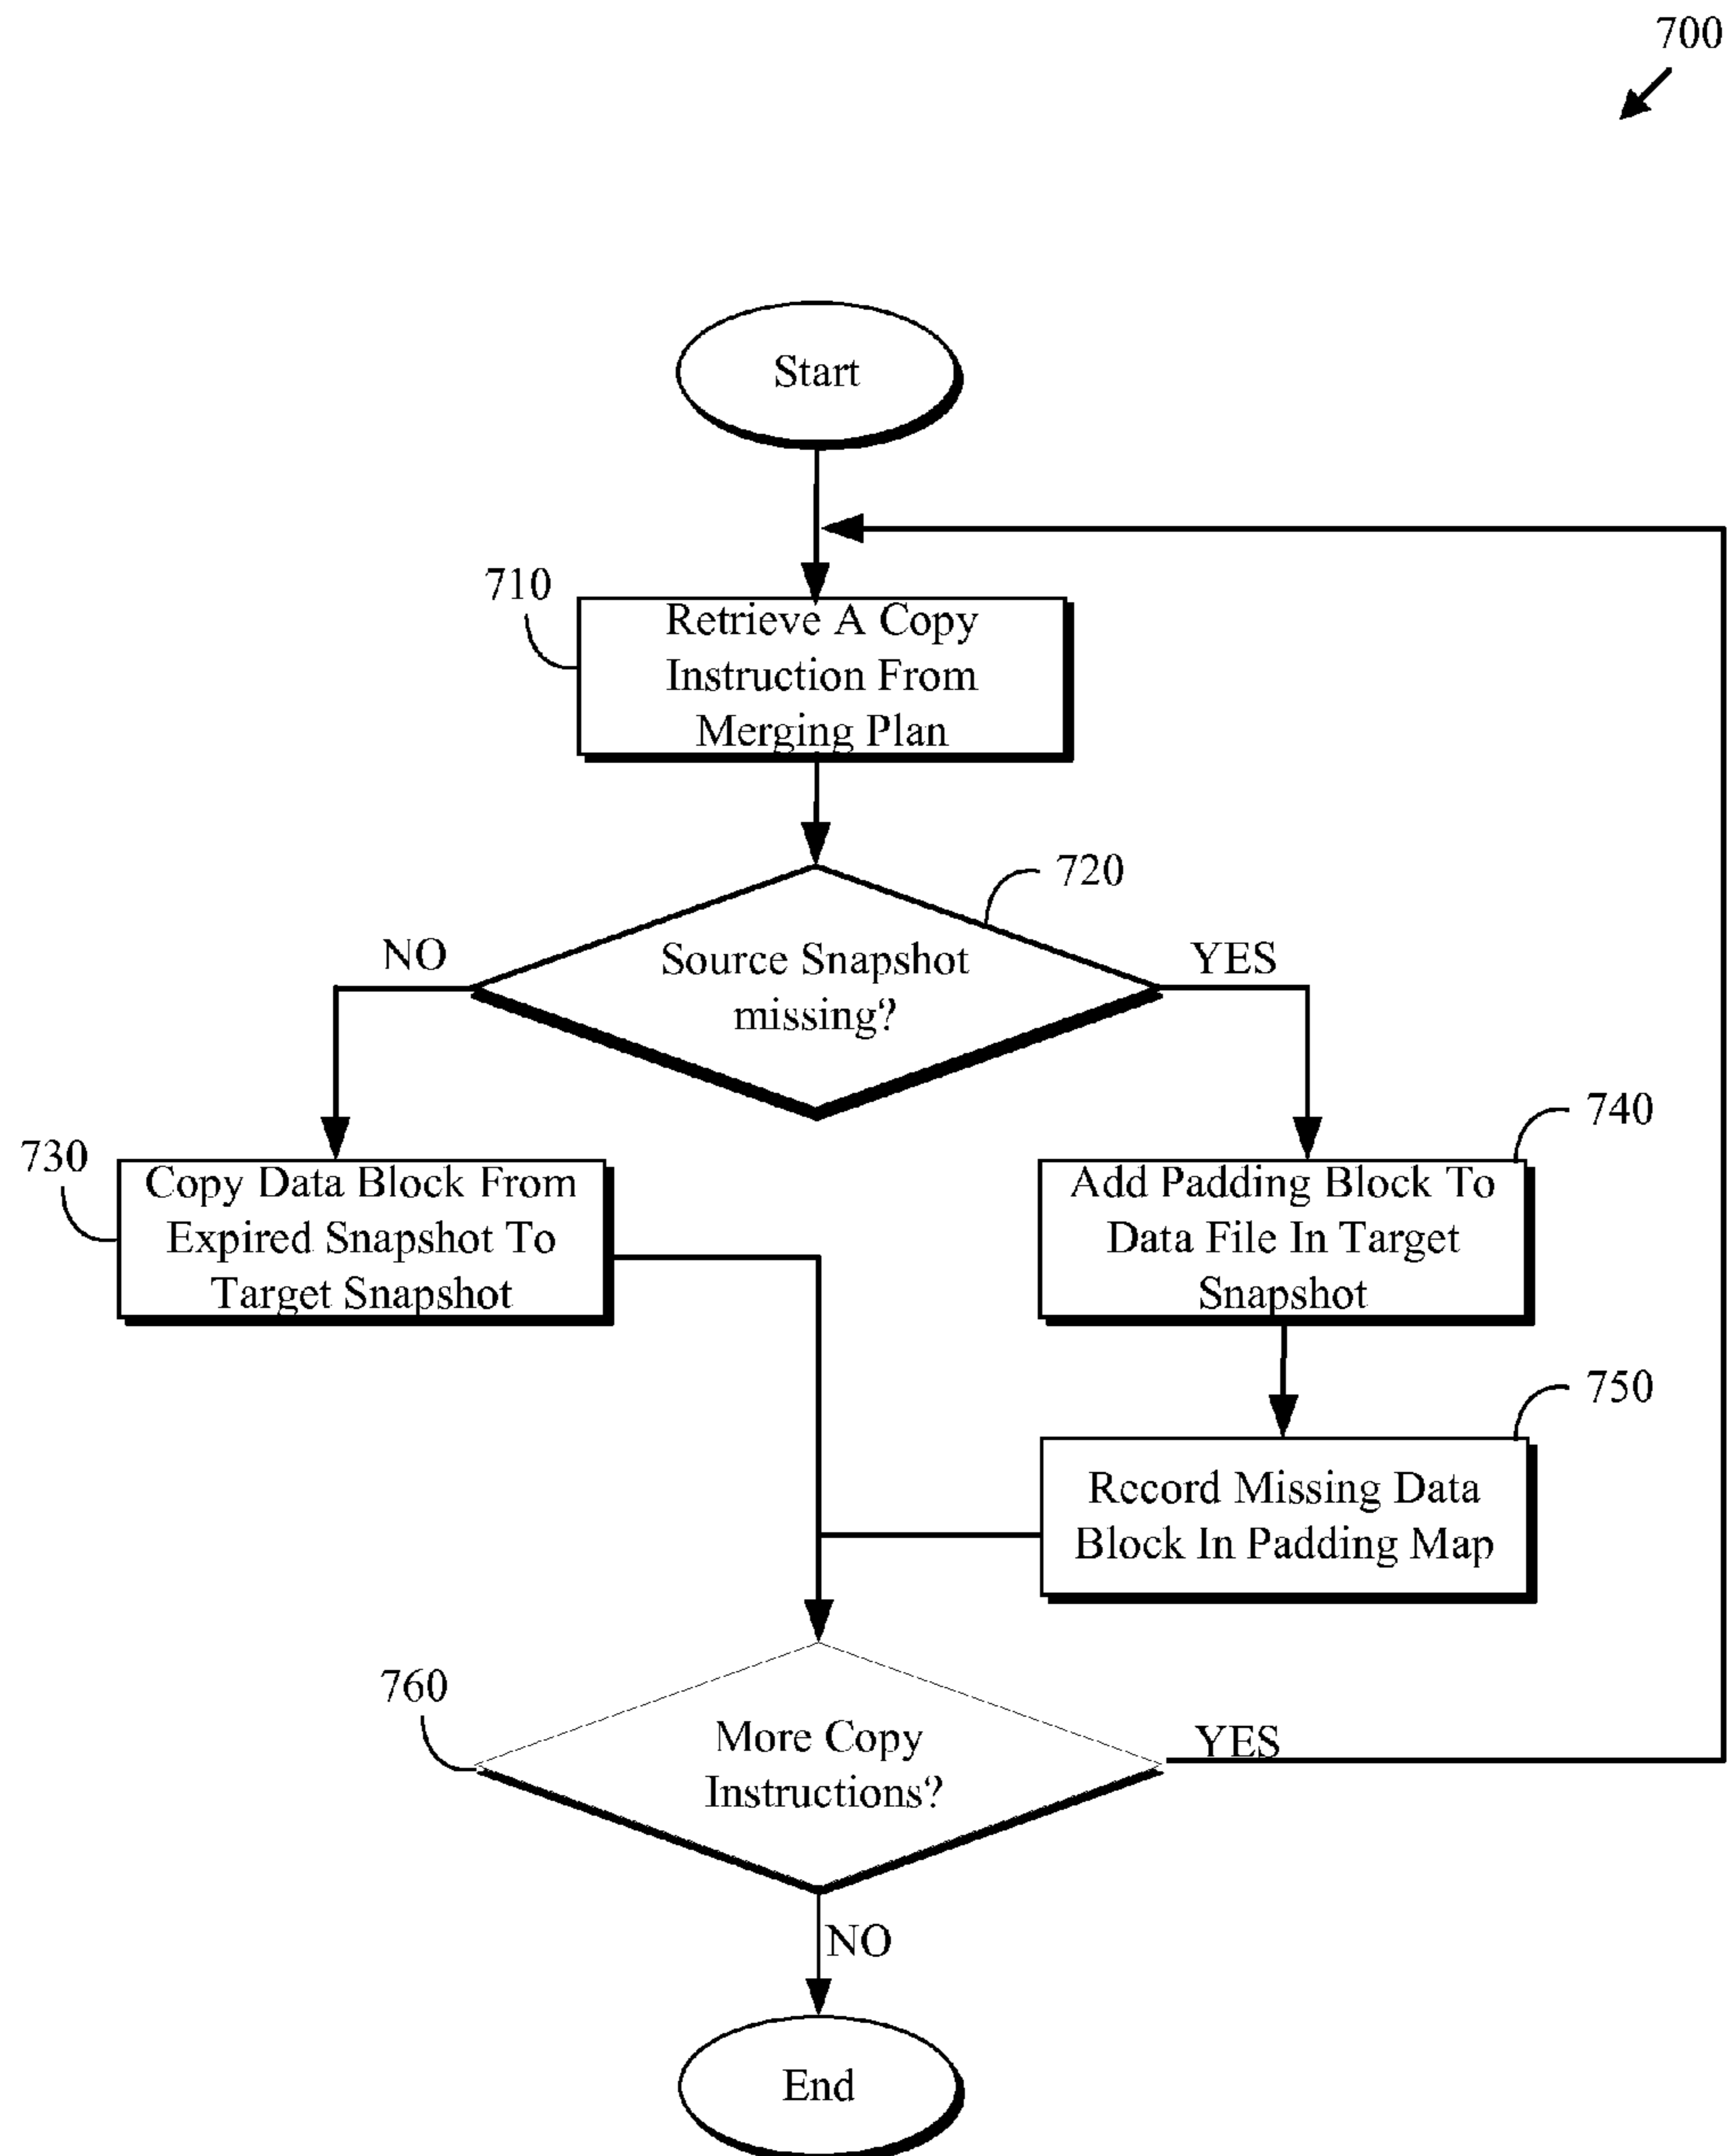 700
Start
710
Retrieve A Copy
Instruction From
Merging Plan
720
NO
Source Snapshot
missing?
YES
730
Copy Data Block From
Expired Snapshot To
Target Snapshot
740
Add Padding Block To
Data File In Target
Snapshot
750
Record Missing Data
Block In Padding Map
760
More Copy
Instructions?
YES
NO
End